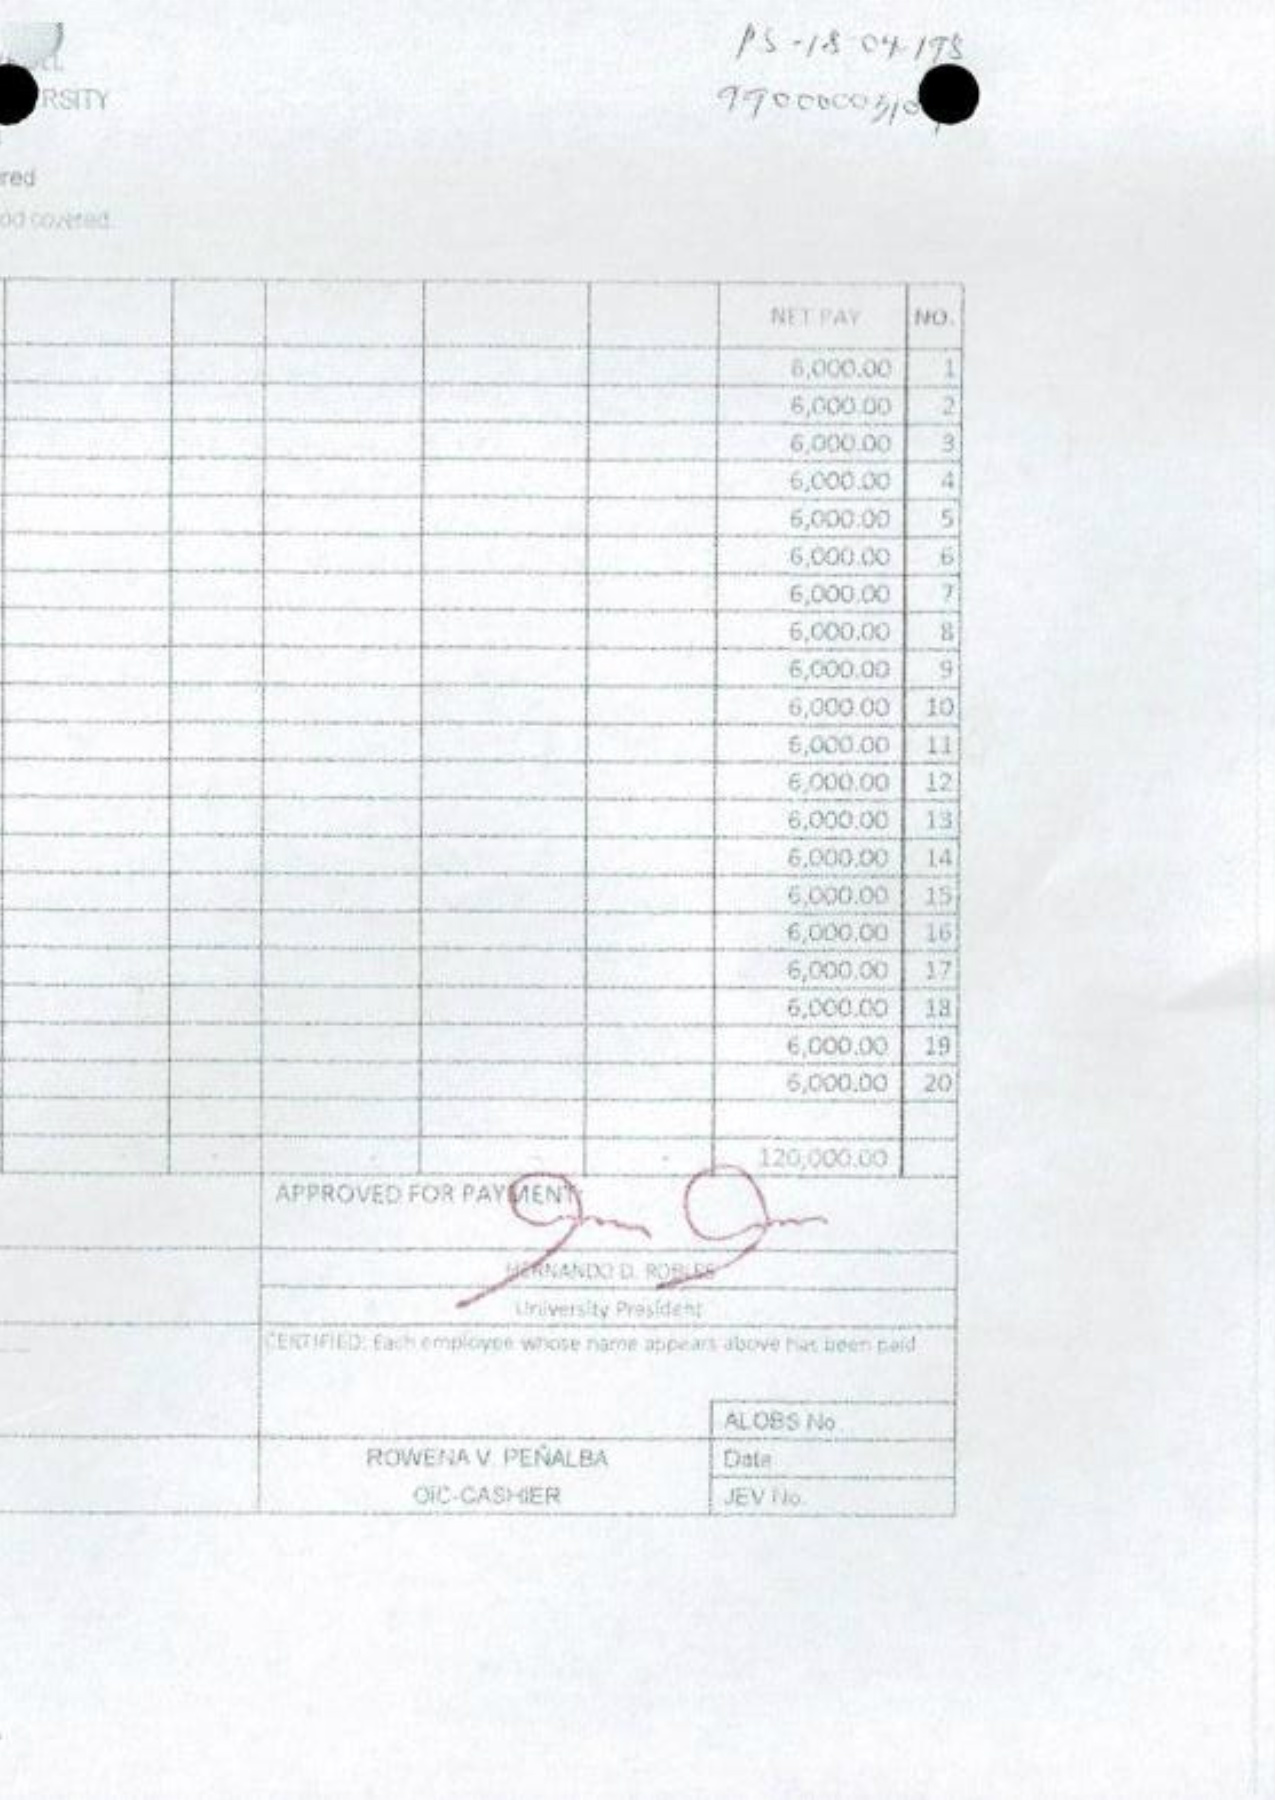 PS-18 04-198
RSITY
red
od covered.
NET PAY NO.
6,000.00 1
6,000.00 2
6,000.00 3
6,000.00 4
6,000.00 5
6,000.00 6
6,000.00 7
6,000.00 8
6,000.00 9
6,000.00 10
6,000.00 11
6,000.00 12
6,000.00 13
6,000.00 14
6,000.00 15
6,000.00 16
6,000.00 17
6,000.00 18
6,000.00 19
6,000.00 20
120,000.00
APPROVED FOR PAYMENT:
HERNANDO D. ROBLES
University President
CERTIFIED: Each employee whose name appears above has been paid
ALOBS No.
ROWENA V. PEÑALBA Date
OIC-CASHIER JEV No.